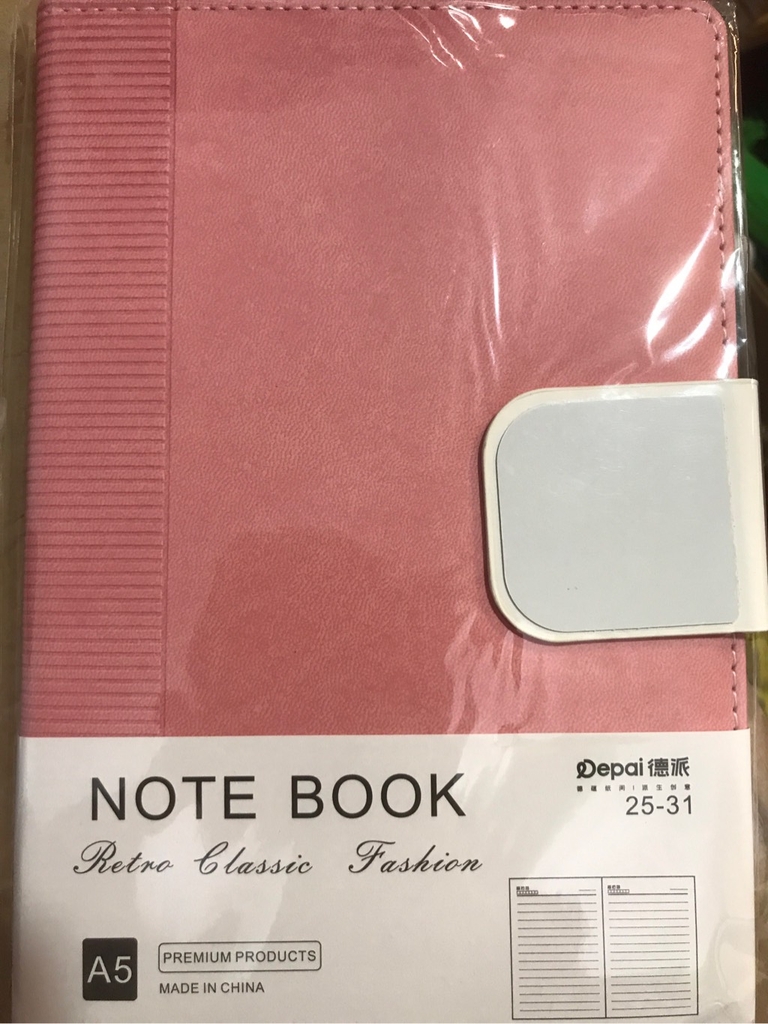 NOTE BOOK
Retro Classic Fashion
Depai德派
25-31
A5
PREMIUM PRODUCTS
MADE IN CHINA